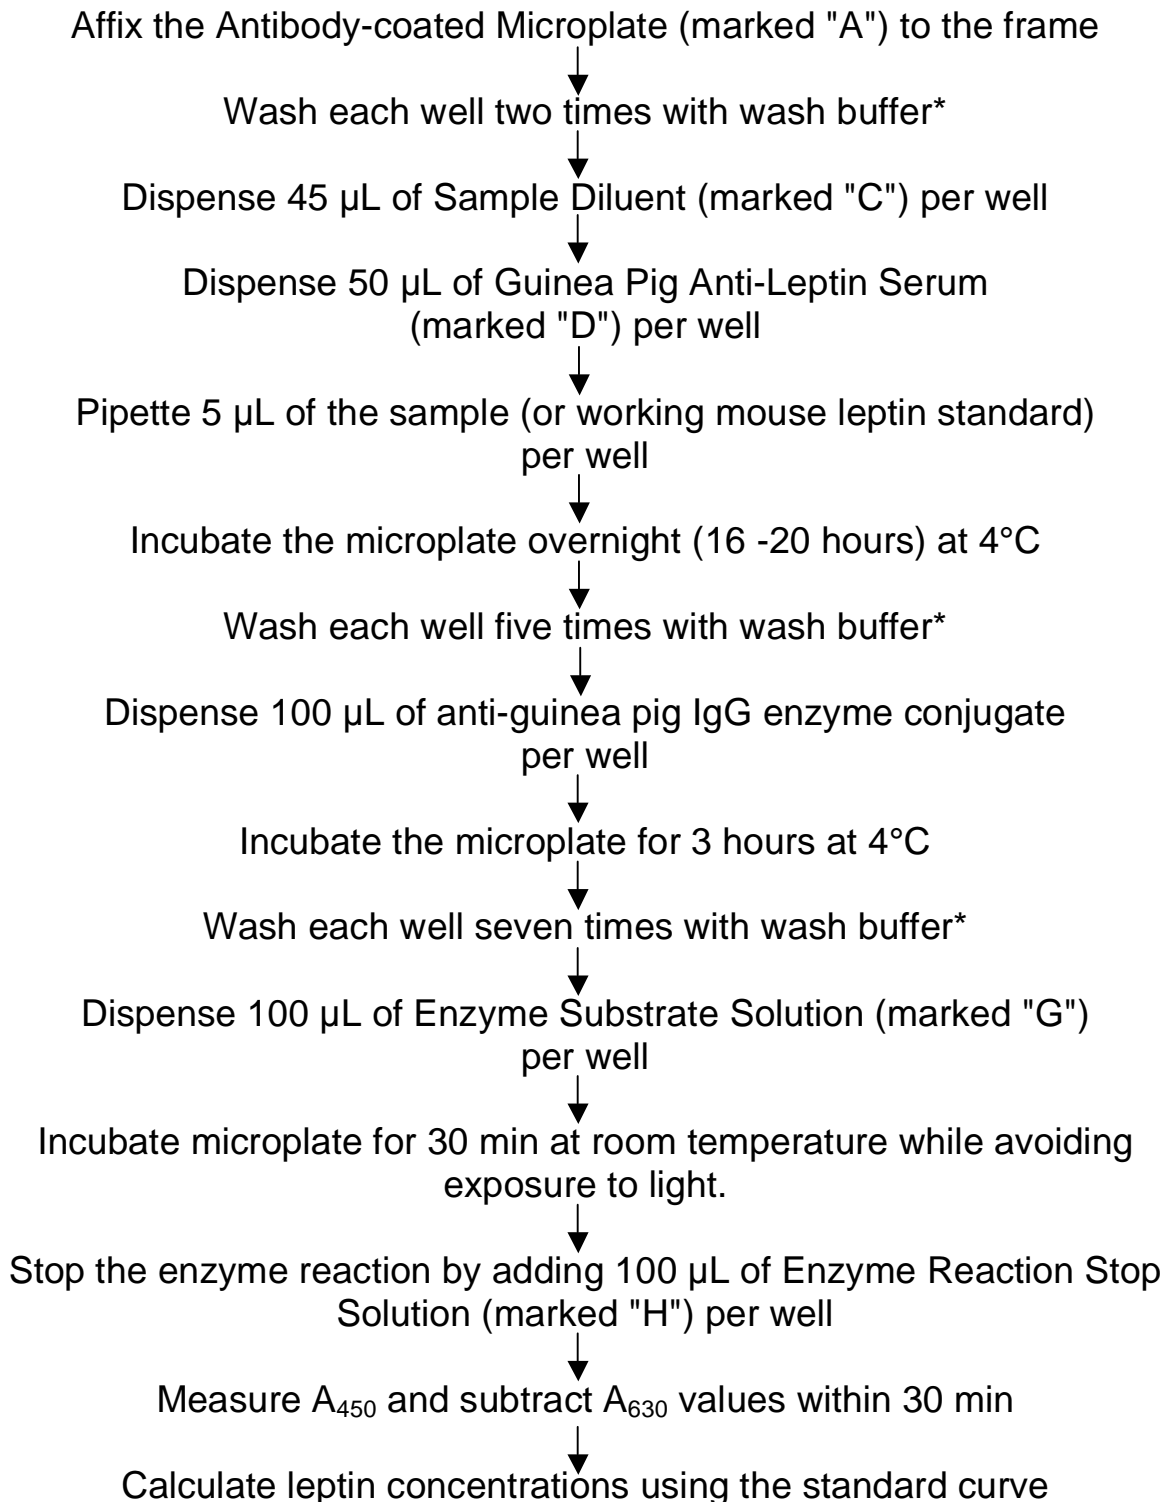 Affix the Antibody-coated Microplate (marked "A") to the frame
Wash each well two times with wash buffer*
Dispense 45 µL of Sample Diluent (marked "C") per well
Dispense 50 µL of Guinea Pig Anti-Leptin Serum
(marked "D") per well
Pipette 5 µL of the sample (or working mouse leptin standard)
per well
Incubate the microplate overnight (16 -20 hours) at 4°C
Wash each well five times with wash buffer*
Dispense 100 µL of anti-guinea pig IgG enzyme conjugate
per well
Incubate the microplate for 3 hours at 4°C
Wash each well seven times with wash buffer*
Dispense 100 µL of Enzyme Substrate Solution (marked "G")
per well
Incubate microplate for 30 min at room temperature while avoiding
exposure to light.
Stop the enzyme reaction by adding 100 µL of Enzyme Reaction Stop
Solution (marked "H") per well
Measure A450 and subtract A630 values within 30 min
Calculate leptin concentrations using the standard curve